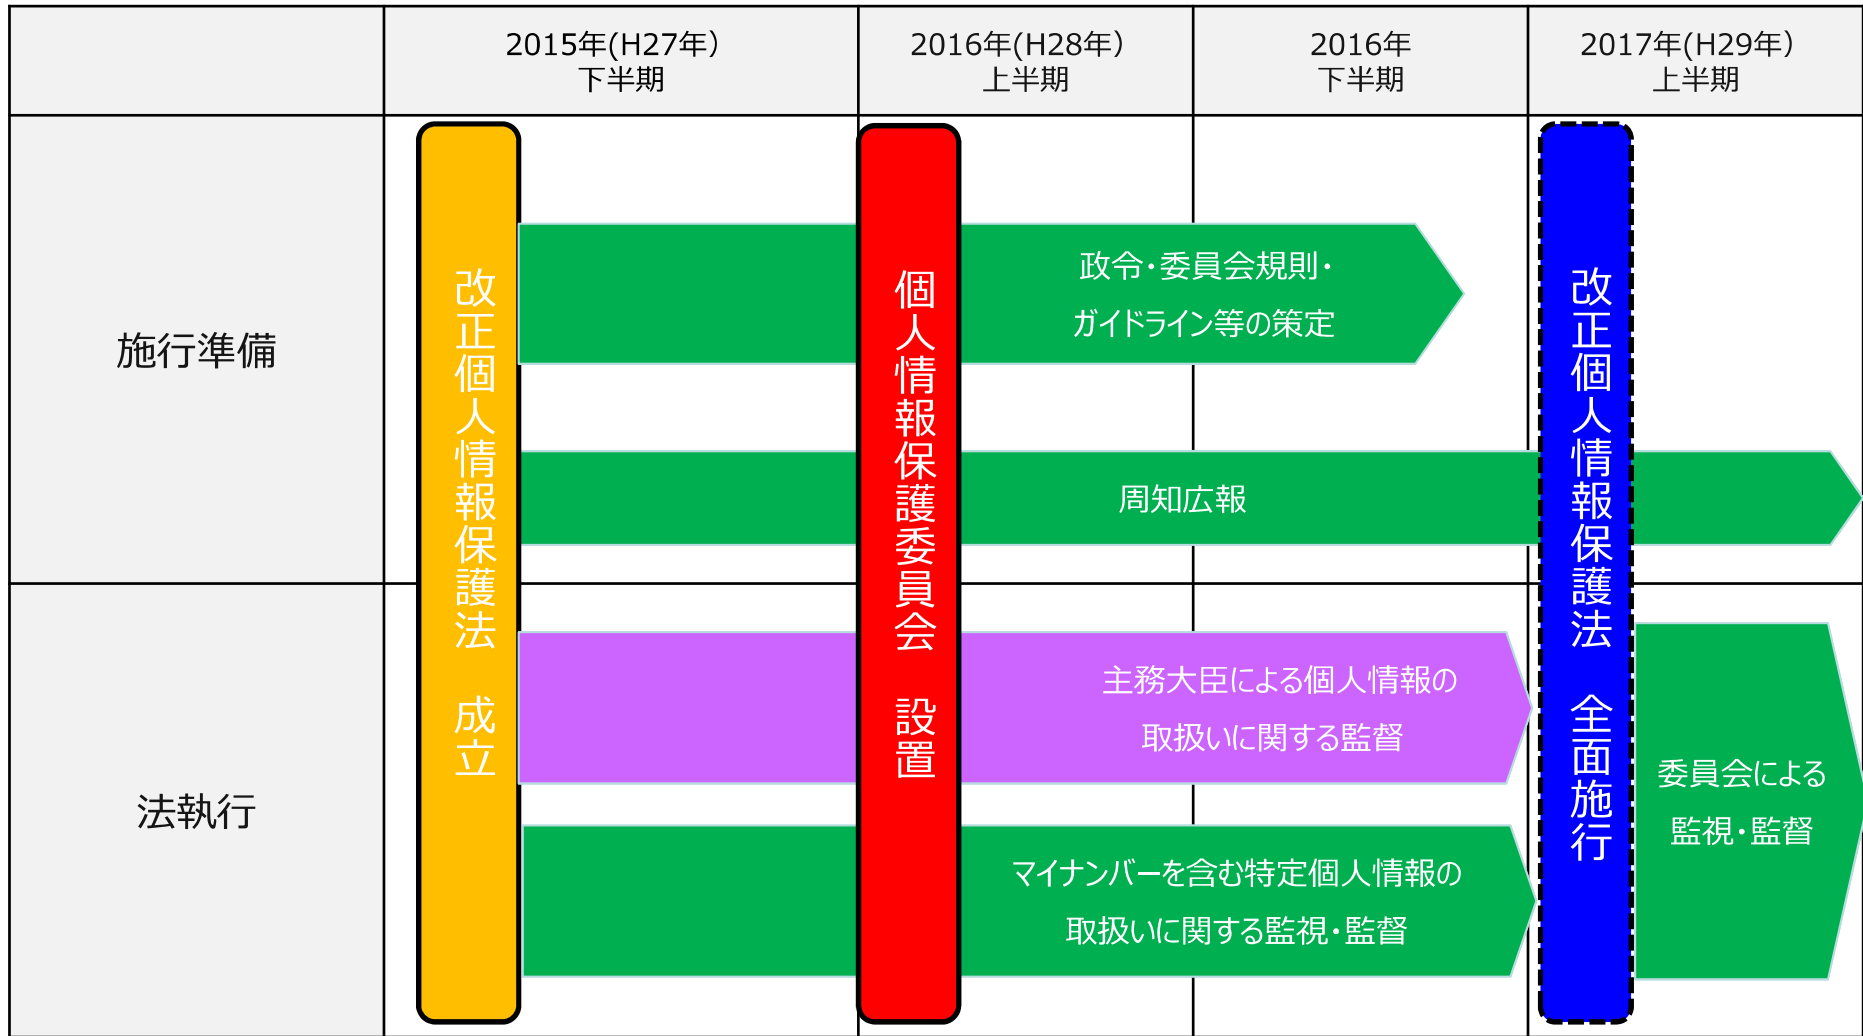 2015年(H27年）
下半期
2016年(H28年）
上半期
2016年
下半期
2017年(H29年）
上半期
施行準備
改正個人情報保護法　成立
政令・委員会規則・
ガイドライン等の策定
個人情報保護委員会　設置
周知広報
改正個人情報保護法　全面施行
法執行
主務大臣による個人情報の
取扱いに関する監督
マイナンバーを含む特定個人情報の
取扱いに関する監視・監督
委員会による
監視・監督